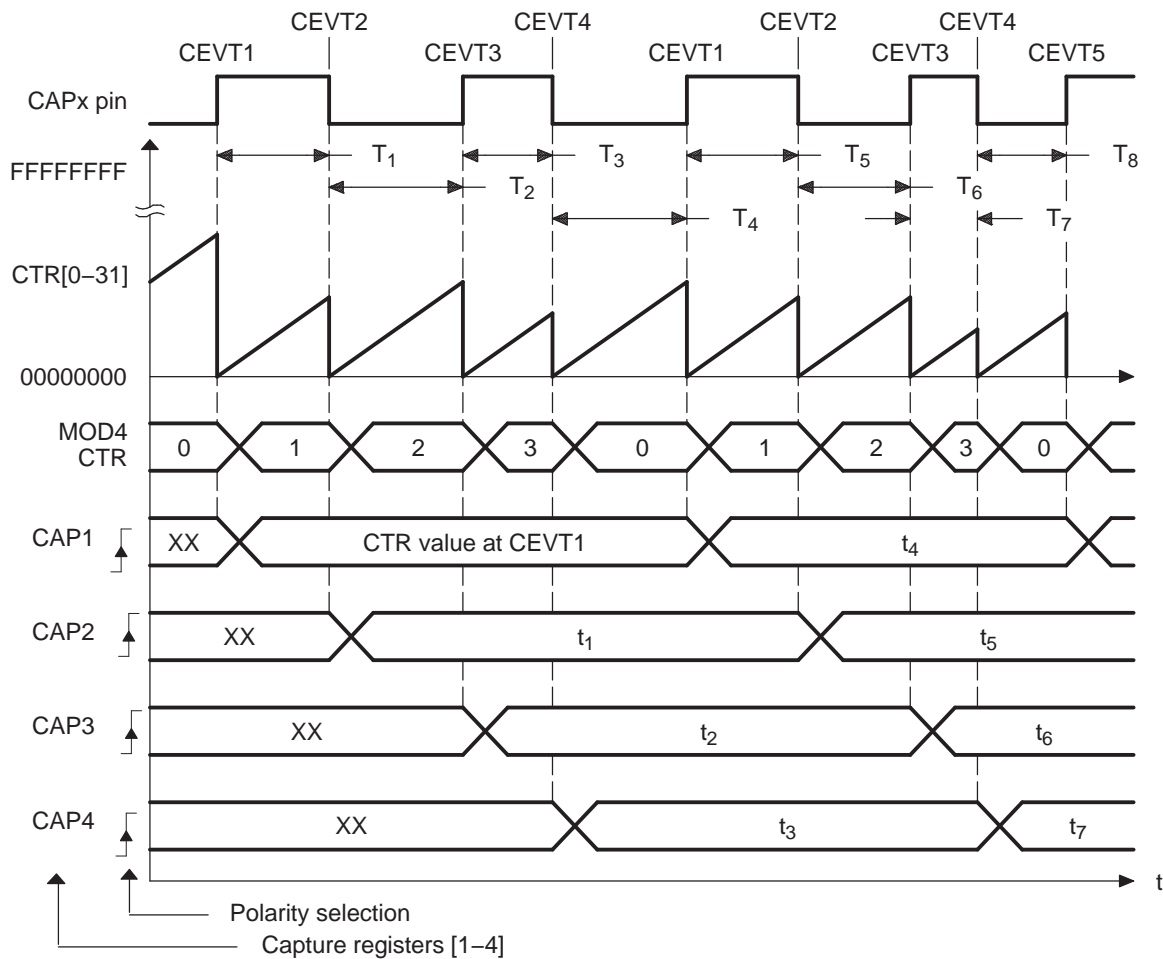 CEVT2 CEVT4 CEVT2 CEVT4
CEVT1 CEVT3 CEVT1 CEVT3 CEVT5
CAPx pin
T1 T3 T5 T8
FFFFFFFF
T2 T6
T4 T7
CTR[0−31]
00000000
MOD4
CTR
0 1 2 3 0 1 2 3 0
CAP1 XX CTR value at CEVT1 t4
CAP2 XX t1 t5
CAP3 XX t2 t6
CAP4 XX t3 t7
t
Polarity selection
Capture registers [1−4]